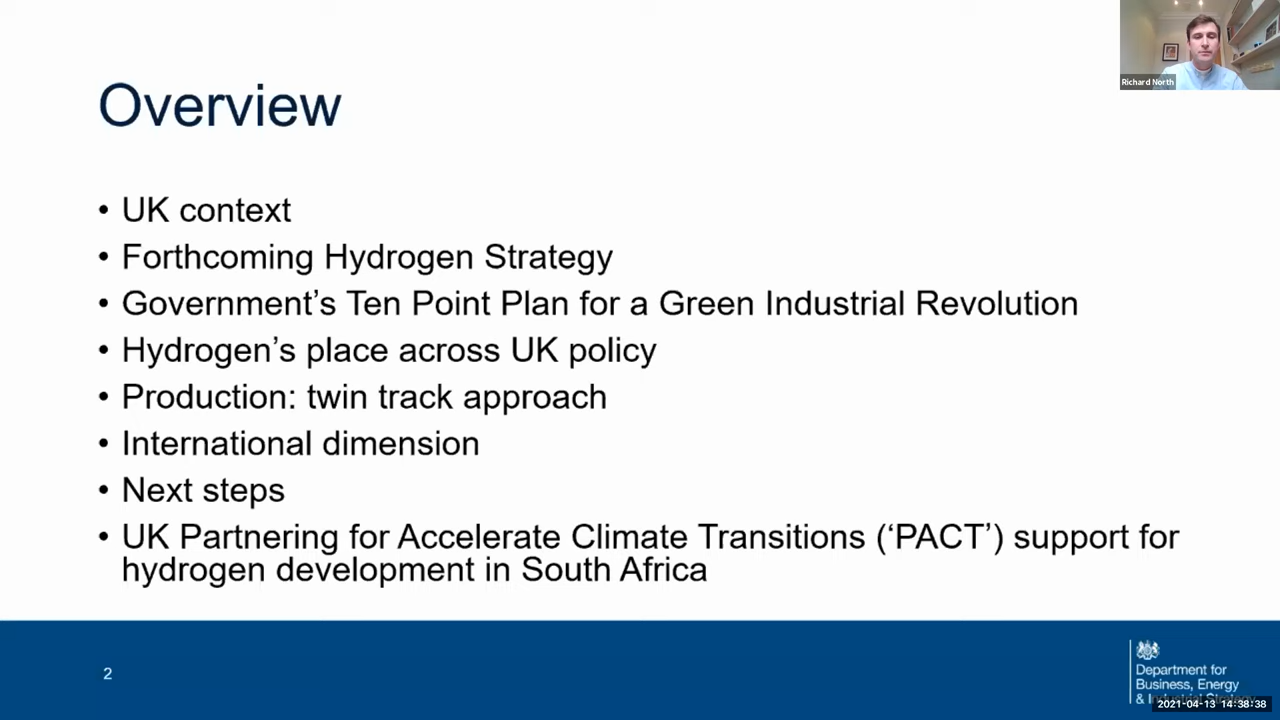 Richard North
Overview
• UK context
• Forthcoming Hydrogen Strategy
• Government’s Ten Point Plan for a Green Industrial Revolution
• Hydrogen’s place across UK policy
• Production: twin track approach
• International dimension
• Next steps
• UK Partnering for Accelerate Climate Transitions (‘PACT’) support for
hydrogen development in South Africa
2
Department for
Business, Energy
& Industrial Strategy
2021-04-13 14:38:38